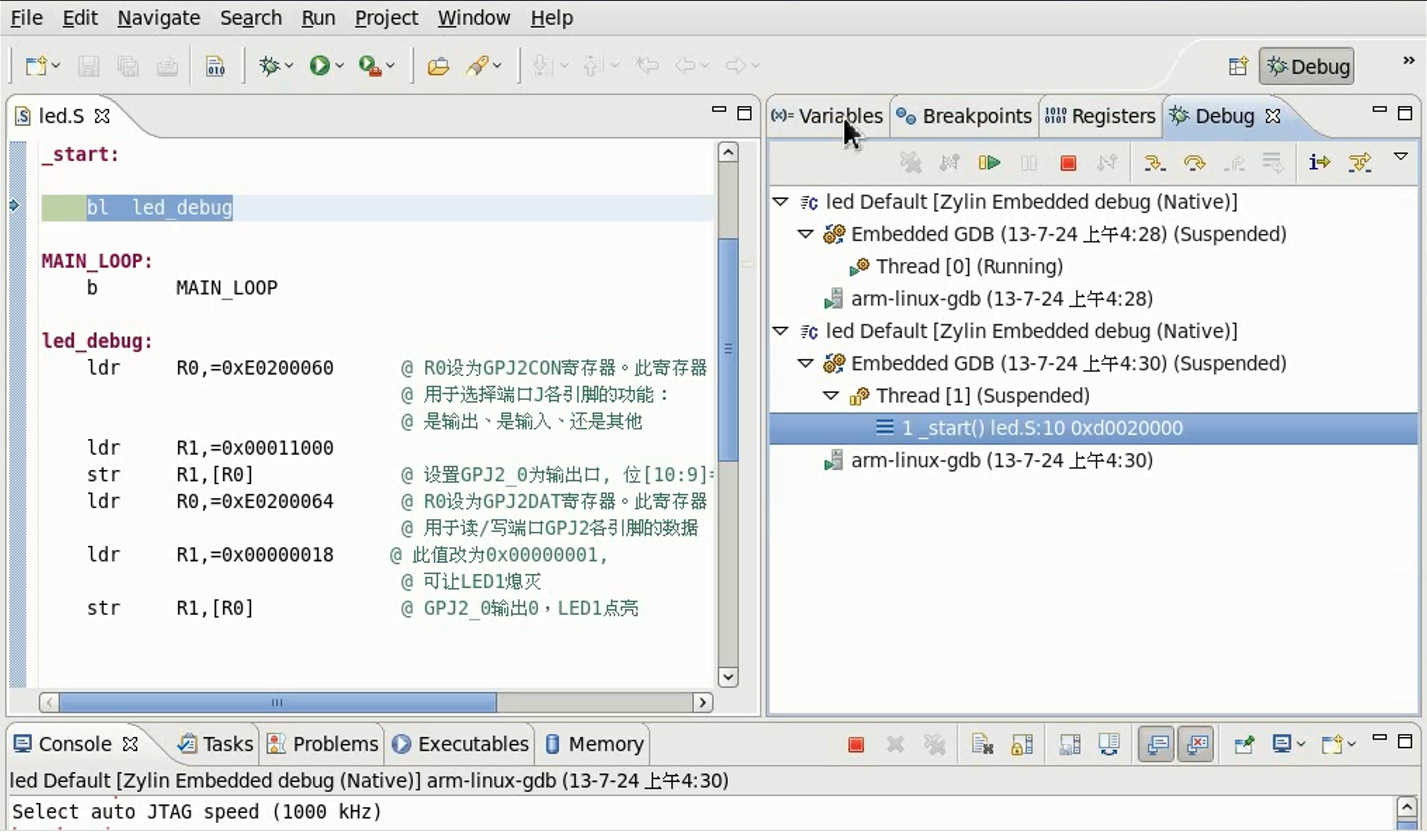 File Edit Navigate Search Run Project Window Help
Debug
led.S
Variables Breakpoints Registers Debug
_start:
bl led_debug
MAIN_LOOP:
b MAIN_LOOP
led_debug:
ldr R0,=0xE0200060 @ R0设为GPJ2CON寄存器。此寄存器
@ 用于选择端口J各引脚的功能：
@ 是输出、是输入、还是其他
ldr R1,=0x00011000
str R1,[R0] @ 设置GPJ2_0为输出口, 位[10:9]=
ldr R0,=0xE0200064 @ R0设为GPJ2DAT寄存器。此寄存器
@ 用于读/写端口GPJ2各引脚的数据
ldr R1,=0x00000018 @ 此值改为0x00000001,
@ 可让LED1熄灭
str R1,[R0] @ GPJ2_0输出0，LED1点亮
led Default [Zylin Embedded debug (Native)]
Embedded GDB (13-7-24 上午4:28) (Suspended)
Thread [0] (Running)
arm-linux-gdb (13-7-24 上午4:28)
led Default [Zylin Embedded debug (Native)]
Embedded GDB (13-7-24 上午4:30) (Suspended)
Thread [1] (Suspended)
1 _start() led.S:10 0xd0020000
arm-linux-gdb (13-7-24 上午4:30)
Console Tasks Problems Executables Memory
led Default [Zylin Embedded debug (Native)] arm-linux-gdb (13-7-24 上午4:30)
Select auto JTAG speed (1000 kHz)